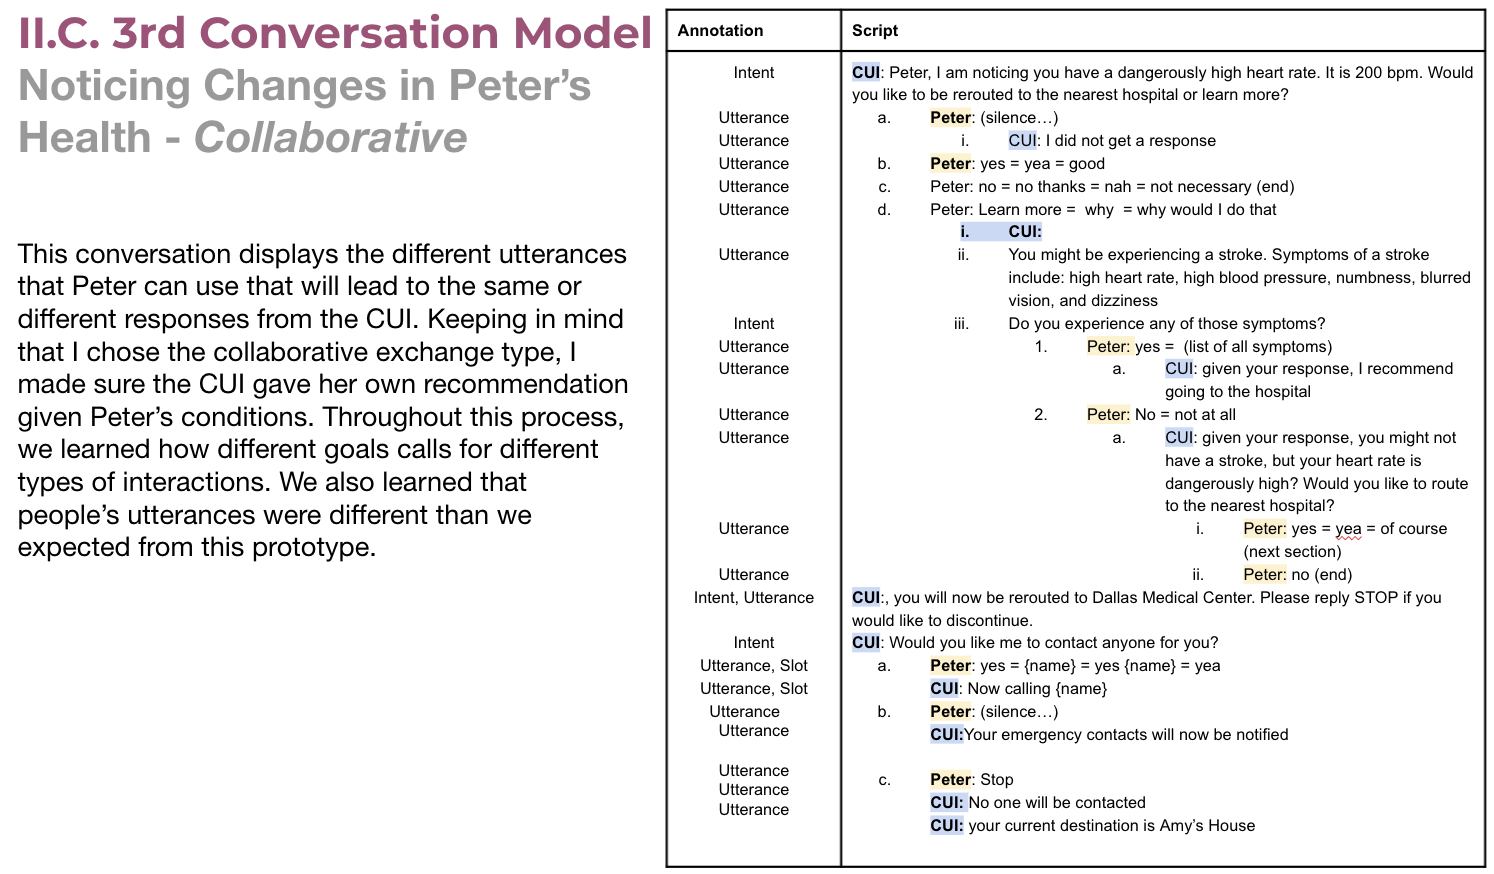 II.C. 3rd Conversation Model
Noticing Changes in Peter's
Health - Collaborative
This conversation displays the different utterances
that Peter can use that will lead to the same or
different responses from the CUI. Keeping in mind
that I chose the collaborative exchange type, I
made sure the CUI gave her own recommendation
given Peter's conditions. Throughout this process,
we learned how different goals calls for different
types of interactions. We also learned that
people's utterances were different than we
expected from this prototype.
Annotation Script
Intent CUI: Peter, I am noticing you have a dangerously high heart rate. It is 200 bpm. Would
you like to be rerouted to the nearest hospital or learn more?
Utterance a. Peter: (silence…)
Utterance i. CUI: I did not get a response
Utterance b. Peter: yes = yea = good
Utterance c. Peter: no = no thanks = nah = not necessary (end)
Utterance d. Peter: Learn more = why = why would I do that
i. CUI:
Utterance ii. You might be experiencing a stroke. Symptoms of a stroke
include: high heart rate, high blood pressure, numbness, blurred
vision, and dizziness
Intent iii. Do you experience any of those symptoms?
Utterance 1. Peter: yes = (list of all symptoms)
Utterance a. CUI: given your response, I recommend
going to the hospital
Utterance 2. Peter: No = not at all
Utterance a. CUI: given your response, you might not
have a stroke, but your heart rate is
dangerously high? Would you like to route
to the nearest hospital?
Utterance i. Peter: yes = yea = of course
(next section)
Utterance ii. Peter: no (end)
Intent, Utterance CUI:, you will now be rerouted to Dallas Medical Center. Please reply STOP if you
would like to discontinue.
Intent CUI: Would you like me to contact anyone for you?
Utterance, Slot a. Peter: yes = {name} = yes {name} = yea
Utterance, Slot CUI: Now calling {name}
Utterance b. Peter: (silence…)
Utterance CUI:Your emergency contacts will now be notified
Utterance c. Peter: Stop
Utterance CUI: No one will be contacted
Utterance CUI: your current destination is Amy's House